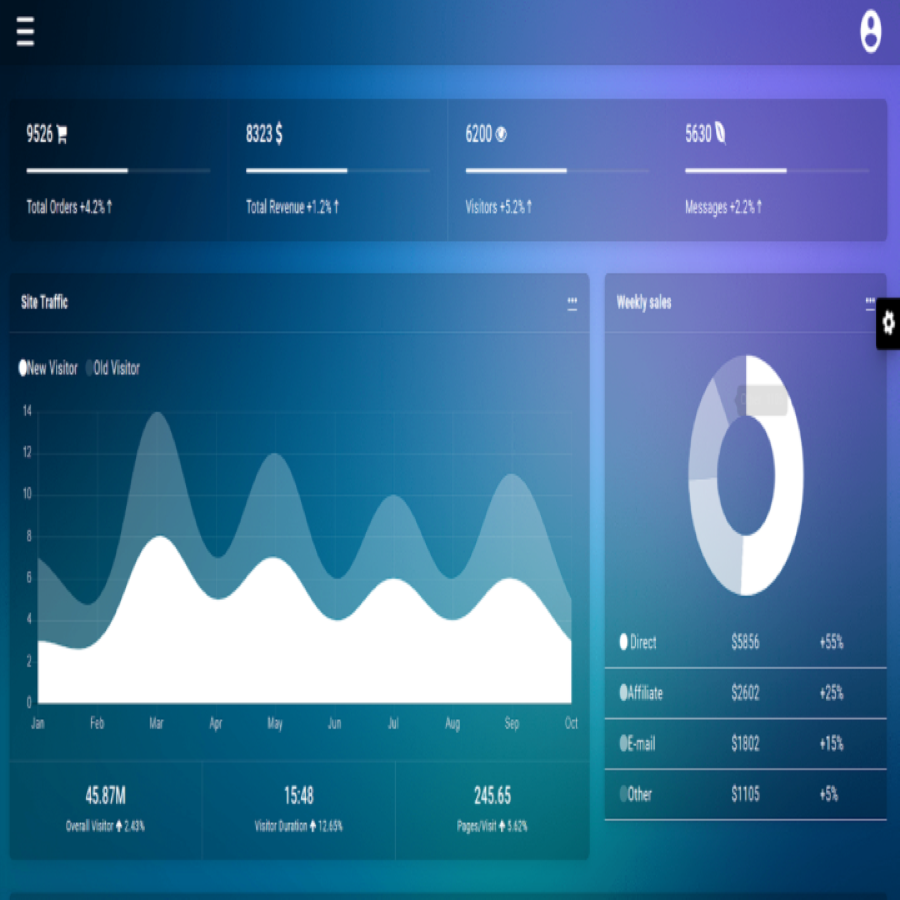 9526
8323 $
6200
5630
Total Orders +4.2% ↑
Total Revenue +1.2% ↑
Visitors +5.2% ↑
Messages +2.2% ↑
Site Traffic
Weekly sales
New Visitor Old Visitor
14
12
10
8
6
4
2
0
Jan Feb Mar Apr May Jun Jul Aug Sep Oct
Direct $5856 +55%
Affiliate $2602 +25%
E-mail $1802 +15%
Other $1105 +5%
45.87M
Overall Visitor ↑ 2.43%
15:48
Visitor Duration ↑ 12.65%
245.65
Pages/Visit ↑ 5.62%